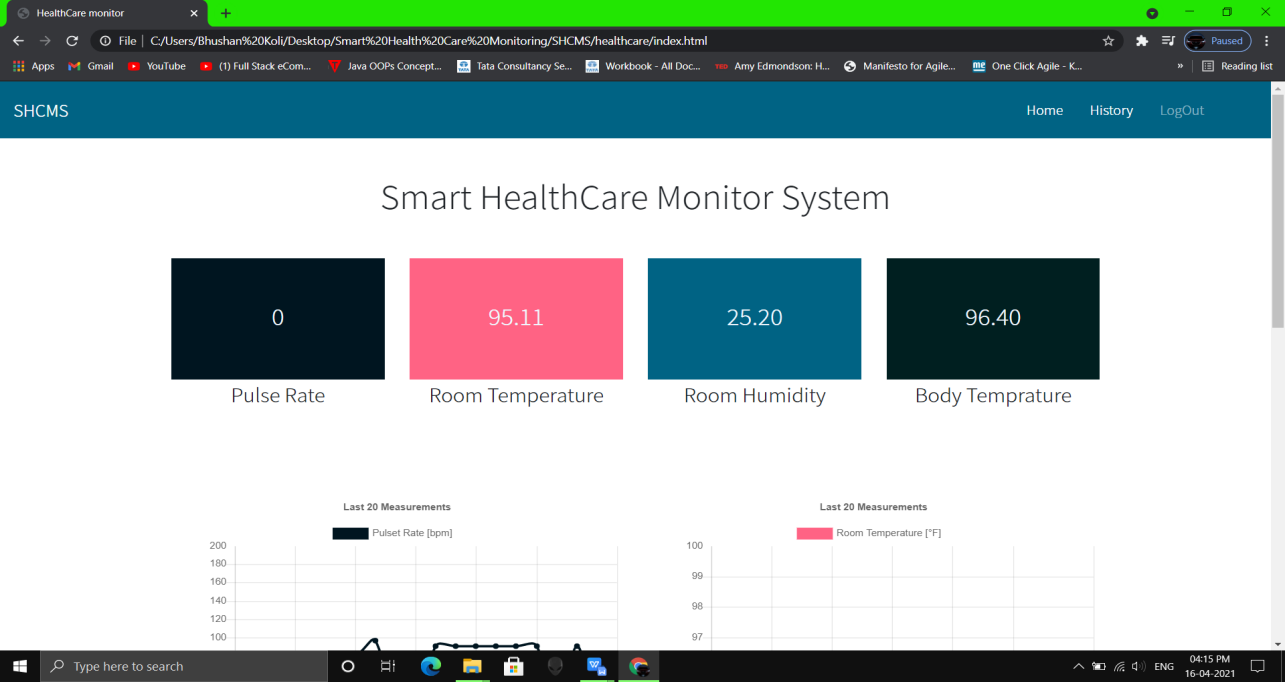 HealthCare monitor
File C:/Users/Bhushan%20Koli/Desktop/Smart%20Health%20Care%20Monitoring/SHCMS/healthcare/index.html Paused
Apps Gmail YouTube (1) Full Stack eCom... Java OOPs Concept... Tata Consultancy Se... Workbook - All Doc... TED Amy Edmondson: H... Manifesto for Agile... me One Click Agile - K... » Reading list
SHCMS Home History LogOut
Smart HealthCare Monitor System
0 95.11 25.20 96.40
Pulse Rate Room Temperature Room Humidity Body Temprature
Last 20 Measurements Last 20 Measurements
Pulset Rate [bpm] Room Temperature [°F]
200 100
180
160 99
140
120 98
100 97
Type here to search ENG 04:15 PM
16-04-2021